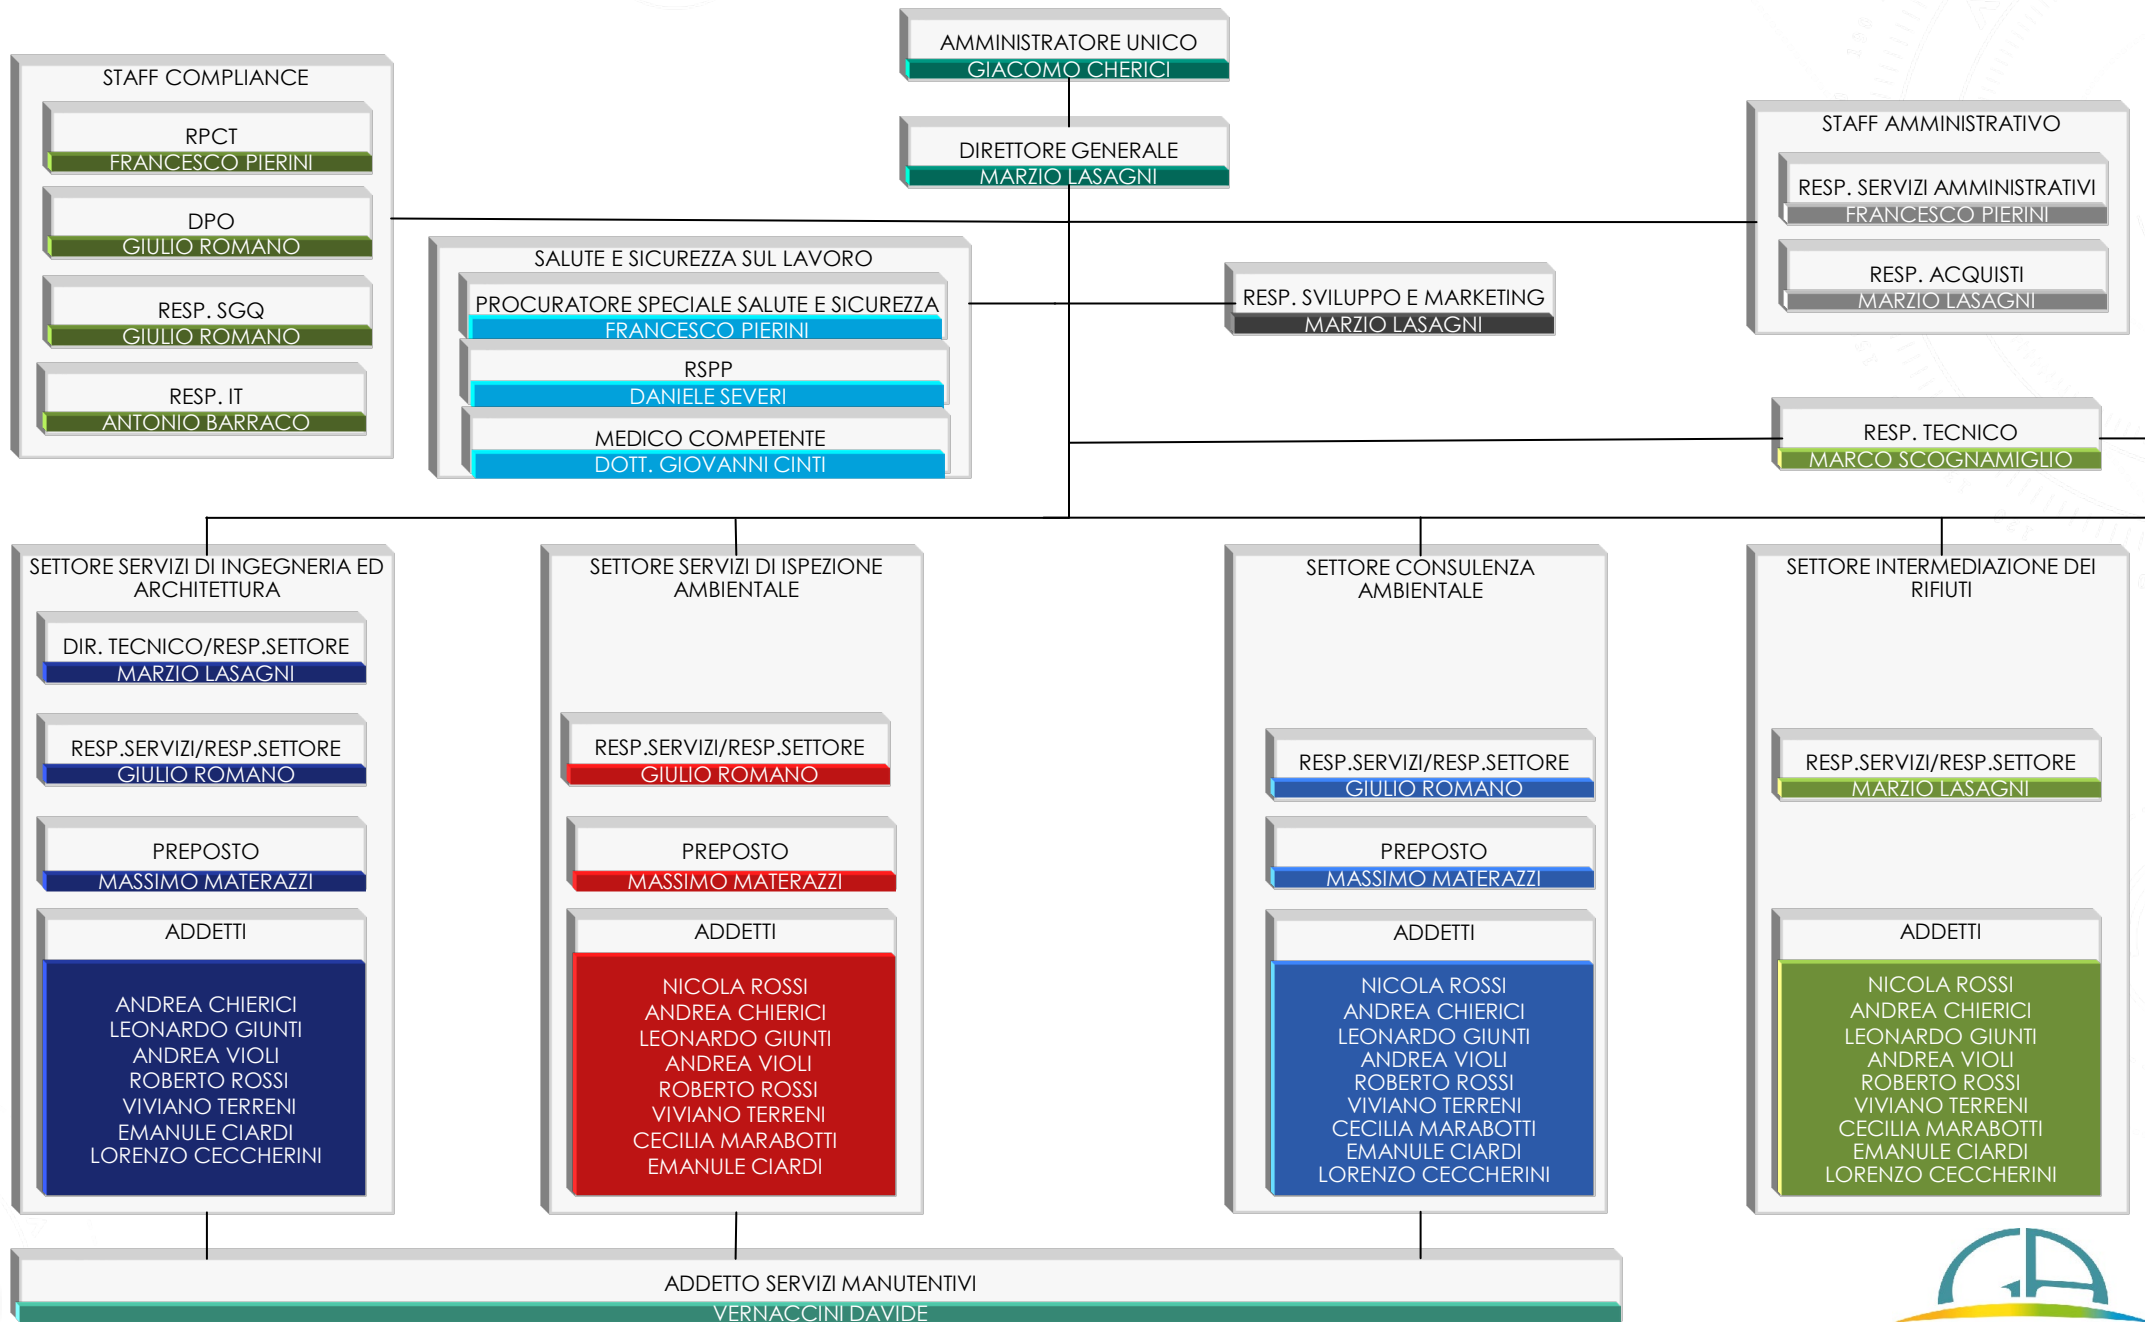 AMMINISTRATORE UNICO
GIACOMO CHERICI
DIRETTORE GENERALE
MARZIO LASAGNI
STAFF COMPLIANCE
RPCT
FRANCESCO PIERINI
DPO
GIULIO ROMANO
RESP. SGQ
GIULIO ROMANO
RESP. IT
ANTONIO BARRACO
SALUTE E SICUREZZA SUL LAVORO
PROCURATORE SPECIALE SALUTE E SICUREZZA
FRANCESCO PIERINI
RSPP
DANIELE SEVERI
MEDICO COMPETENTE
DOTT. GIOVANNI CINTI
RESP. SVILUPPO E MARKETING
MARZIO LASAGNI
STAFF AMMINISTRATIVO
RESP. SERVIZI AMMINISTRATIVI
FRANCESCO PIERINI
RESP. ACQUISTI
MARZIO LASAGNI
RESP. TECNICO
MARCO SCOGNAMIGLIO
SETTORE SERVIZI DI INGEGNERIA ED
ARCHITETTURA
DIR. TECNICO/RESP.SETTORE
MARZIO LASAGNI
RESP.SERVIZI/RESP.SETTORE
GIULIO ROMANO
PREPOSTO
MASSIMO MATERAZZI
ADDETTI
ANDREA CHIERICI
LEONARDO GIUNTI
ANDREA VIOLI
ROBERTO ROSSI
VIVIANO TERRENI
EMANULE CIARDI
LORENZO CECCHERINI
SETTORE SERVIZI DI ISPEZIONE
AMBIENTALE
RESP.SERVIZI/RESP.SETTORE
GIULIO ROMANO
PREPOSTO
MASSIMO MATERAZZI
ADDETTI
NICOLA ROSSI
ANDREA CHIERICI
LEONARDO GIUNTI
ANDREA VIOLI
ROBERTO ROSSI
VIVIANO TERRENI
CECILIA MARABOTTI
EMANULE CIARDI
SETTORE CONSULENZA
AMBIENTALE
RESP.SERVIZI/RESP.SETTORE
GIULIO ROMANO
PREPOSTO
MASSIMO MATERAZZI
ADDETTI
NICOLA ROSSI
ANDREA CHIERICI
LEONARDO GIUNTI
ANDREA VIOLI
ROBERTO ROSSI
VIVIANO TERRENI
CECILIA MARABOTTI
EMANULE CIARDI
LORENZO CECCHERINI
SETTORE INTERMEDIAZIONE DEI
RIFIUTI
RESP.SERVIZI/RESP.SETTORE
MARZIO LASAGNI
ADDETTI
NICOLA ROSSI
ANDREA CHIERICI
LEONARDO GIUNTI
ANDREA VIOLI
ROBERTO ROSSI
VIVIANO TERRENI
CECILIA MARABOTTI
EMANULE CIARDI
LORENZO CECCHERINI
ADDETTO SERVIZI MANUTENTIVI
VERNACCINI DAVIDE